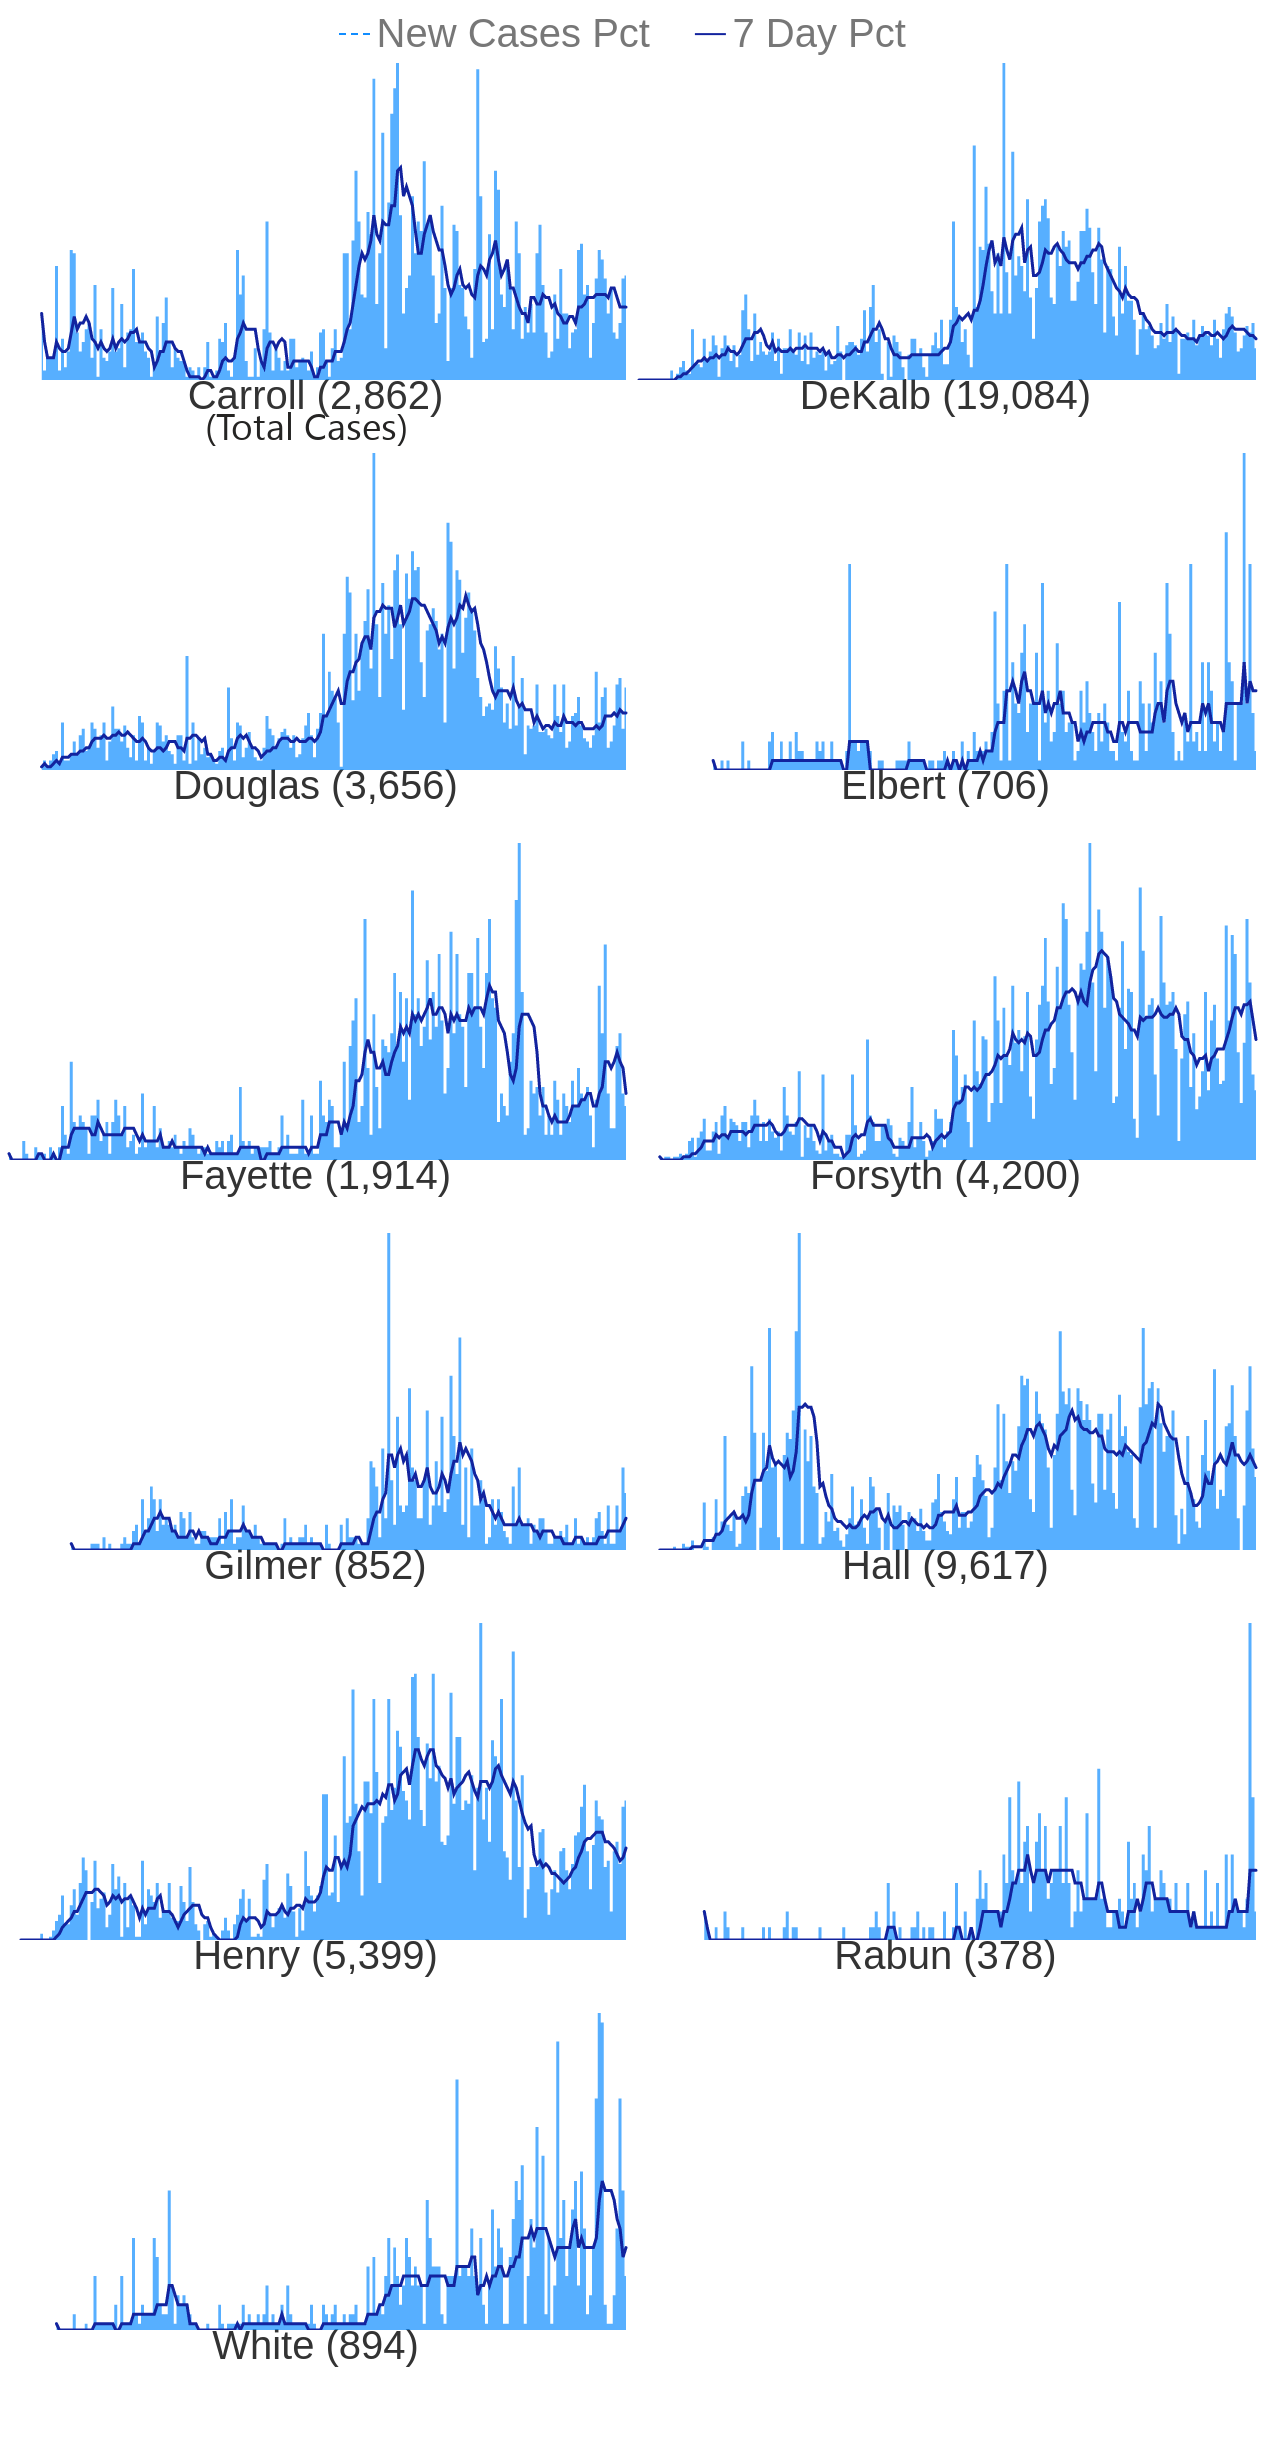 New Cases Pct 7 Day Pct
Carroll (2,862) DeKalb (19,084)
(Total Cases)
Douglas (3,656) Elbert (706)
Fayette (1,914) Forsyth (4,200)
Gilmer (852) Hall (9,617)
Henry (5,399) Rabun (378)
White (894)